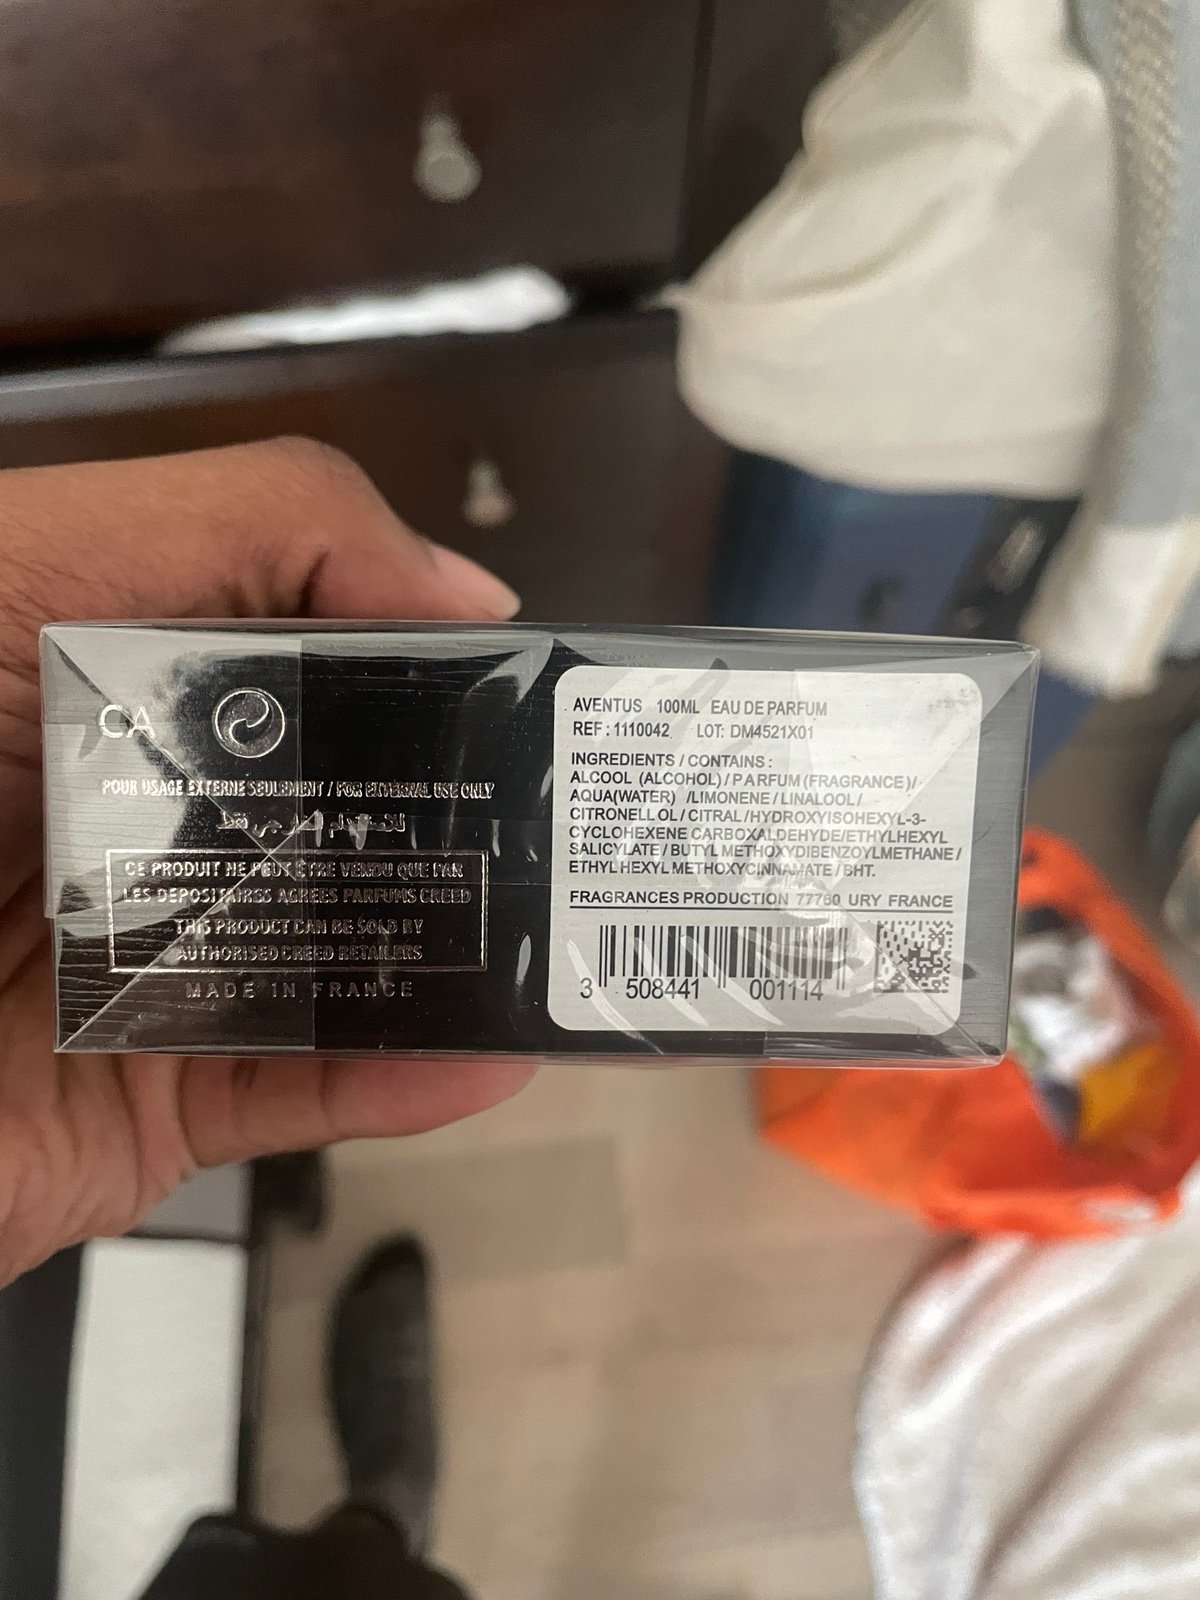 CA
POUR USAGE EXTERNE SEULEMENT / FOR EXTERNAL USE ONLY
CE PRODUIT NE PEUT ÊTRE VENDU QUE PAR
LES DEPOSITAIRES AGREES PARFUMS CREED
THIS PRODUCT CAN BE SOLD BY
AUTHORISED CREED RETAILERS
MADE IN FRANCE
AVENTUS 100ML EAU DE PARFUM
REF : 1110042 LOT: DM4521X01
INGREDIENTS / CONTAINS :
ALCOOL (ALCOHOL) / PARFUM (FRAGRANCE)/
AQUA(WATER) /LIMONENE / LINALOOL /
CITRONELLOL / CITRAL /HYDROXYISOHEXYL-3-
CYCLOHEXENE CARBOXALDEHYDE/ETHYLHEXYL
SALICYLATE / BUTYL METHOXYDIBENZOYLMETHANE /
ETHYLHEXYL METHOXYCINNAMATE / BHT.
FRAGRANCES PRODUCTION 77760 URY FRANCE
3 508441 001114